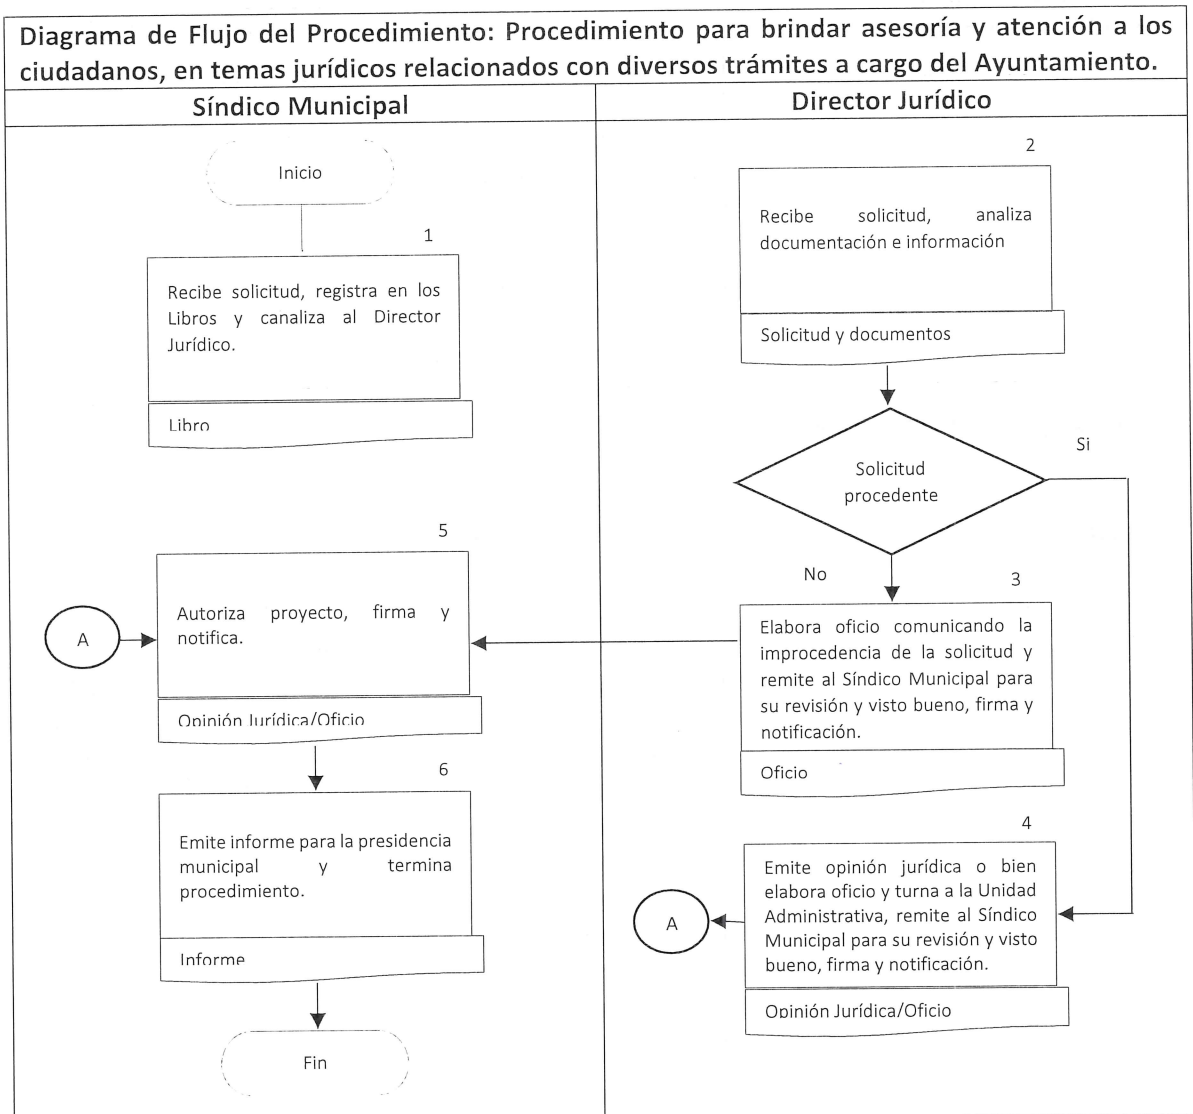 Diagrama de Flujo del Procedimiento: Procedimiento para brindar asesoría y atención a los
ciudadanos, en temas jurídicos relacionados con diversos trámites a cargo del Ayuntamiento.
Síndico Municipal
Director Jurídico
Inicio
1
Recibe solicitud, registra en los
Libros y canaliza al Director
Jurídico.
Libro
2
Recibe solicitud, analiza
documentación e información
Solicitud y documentos
Solicitud
procedente
Si
No
3
Elabora oficio comunicando la
improcedencia de la solicitud y
remite al Síndico Municipal para
su revisión y visto bueno, firma y
notificación.
Oficio
4
Emite opinión jurídica o bien
elabora oficio y turna a la Unidad
Administrativa, remite al Síndico
Municipal para su revisión y visto
bueno, firma y notificación.
Opinión Jurídica/Oficio
A
A
5
Autoriza proyecto, firma y
notifica.
Opinión Jurídica/Oficio
6
Emite informe para la presidencia
municipal y termina
procedimiento.
Informe
Fin